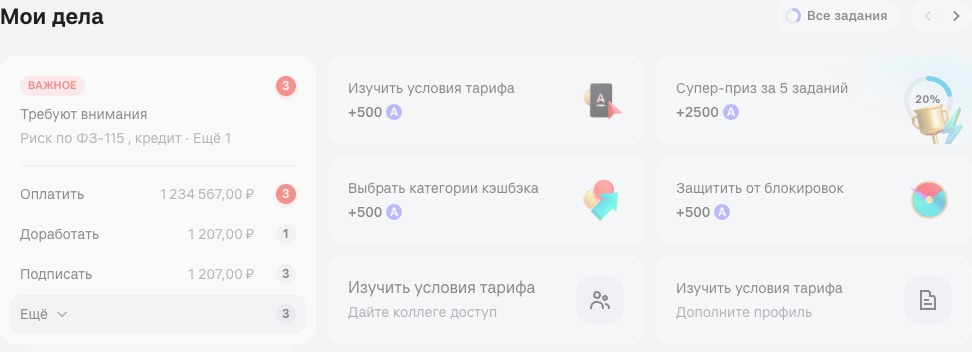 Мои дела
Все задания
ВАЖНОЕ
3
Требуют внимания
Риск по ФЗ-115 , кредит · Ещё 1
Оплатить 1 234 567,00 ₽ 3
Доработать 1 207,00 ₽ 1
Подписать 1 207,00 ₽ 3
Ещё 3
Изучить условия тарифа
+500 A
A
Супер-приз за 5 заданий
+2500 A
20%
Выбрать категории кэшбэка
+500 A
Защитить от блокировок
+500 A
Изучить условия тарифа
Дайте коллеге доступ
Изучить условия тарифа
Дополните профиль